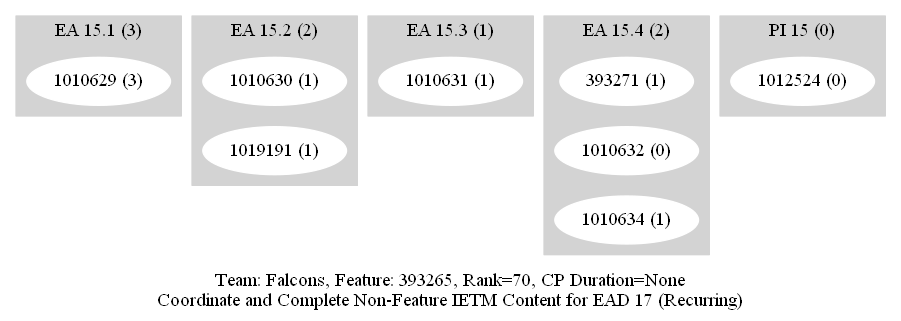 EA 15.1 (3)
1010629 (3)
EA 15.2 (2)
1010630 (1)
1019191 (1)
EA 15.3 (1)
1010631 (1)
EA 15.4 (2)
393271 (1)
1010632 (0)
1010634 (1)
PI 15 (0)
1012524 (0)
Team: Falcons, Feature: 393265, Rank=70, CP Duration=None
Coordinate and Complete Non-Feature IETM Content for EAD 17 (Recurring)